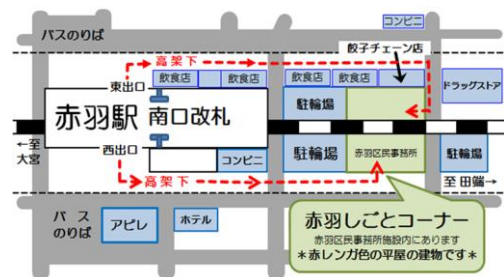 コンビニ
バスのりば
高架下
餃子チェーン店
東出口
飲食店
飲食店
飲食店
飲食店
ドラッグストア
赤羽駅 南口改札
駐輪場
←至
大宮
西出口
コンビニ
駐輪場
赤羽区民事務所
駐輪場
高架下
至 田端→
バス
のりば
アピレ
ホテル
赤羽しごとコーナー
赤羽区民事務所施設内にあります
*赤レンガ色の平屋の建物です*